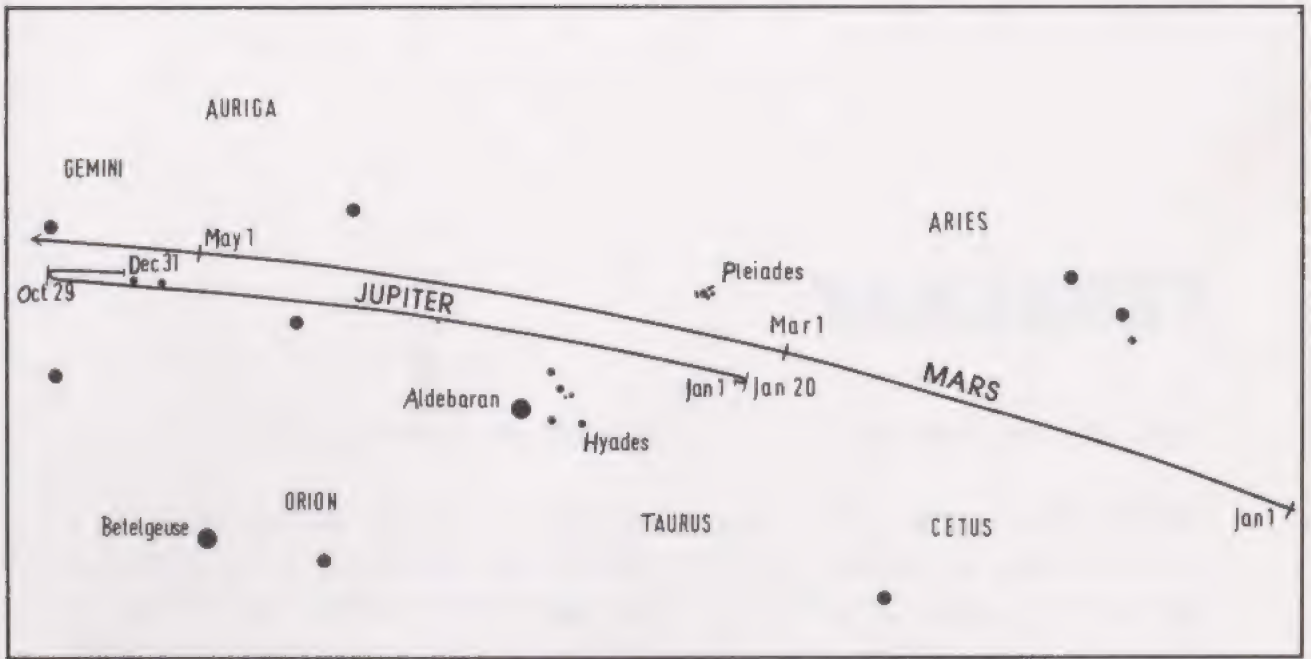 AURIGA
GEMINI
ARIES
May 1
Dec 31
Oct 29
JUPITER
Pleiades
Mar 1
MARS
Jan 1 Jan 20
Aldebaran
Hyades
ORION
Betelgeuse
TAURUS
CETUS
Jan 1